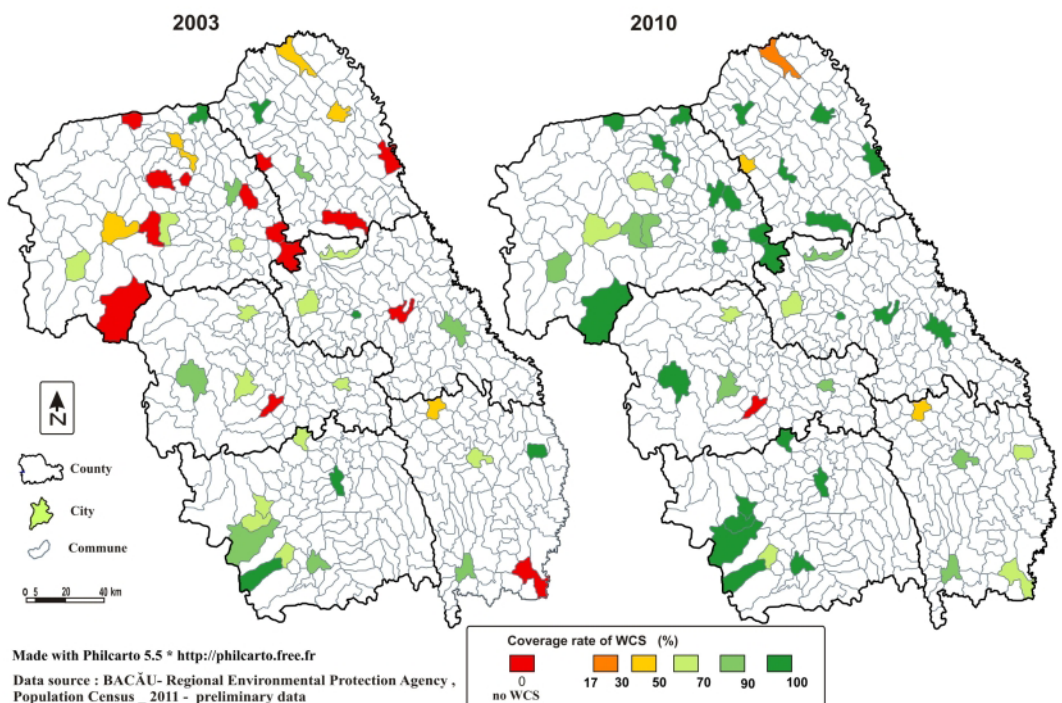 2003
2010
N
County
City
Commune
0 5 20 40 km
Made with Philcarto 5.5 * http://philcarto.free.fr
Data source : BACĂU- Regional Environmental Protection Agency ,
Population Census _ 2011 - preliminary data
Coverage rate of WCS (%)
0 17 30 50 70 90 100
no WCS